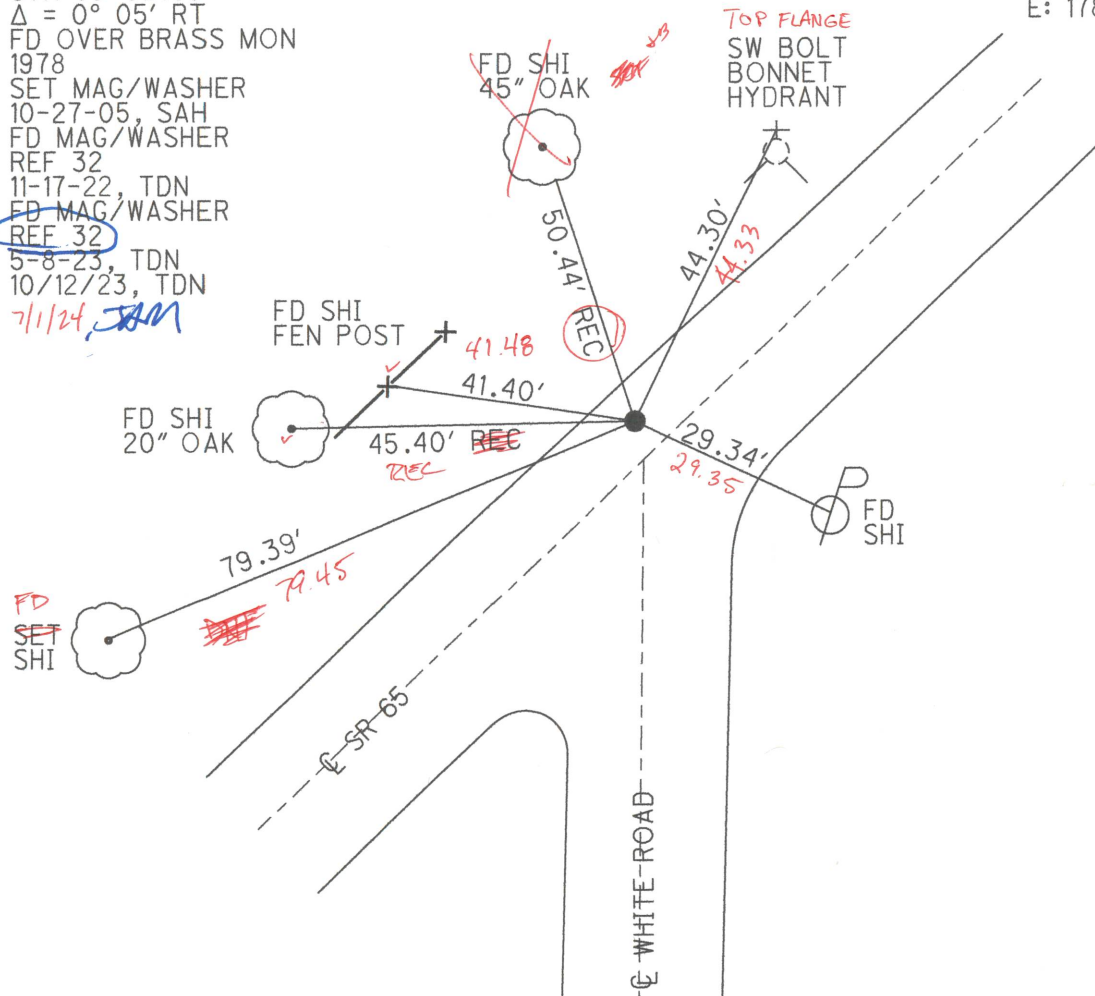 Δ = 0° 05' RT
FD OVER BRASS MON
1978
SET MAG/WASHER
10-27-05, SAH
FD MAG/WASHER
REF 32
11-17-22, TDN
FD MAG/WASHER
REF 32
5-8-23, TDN
10/12/23, TDN
7/1/24, JAM
FD SHI
45" OAK
TOP FLANGE
SW BOLT
BONNET
HYDRANT
E: 178
50.44' REC
44.30'
44.33
FD SHI
FEN POST
41.48
41.40'
FD SHI
20" OAK
45.40' REC
REC
29.34'
29.35
FD
SHI
79.39'
79.45
FD
SET
SHI
℄ SR 65
℄ WHITE ROAD